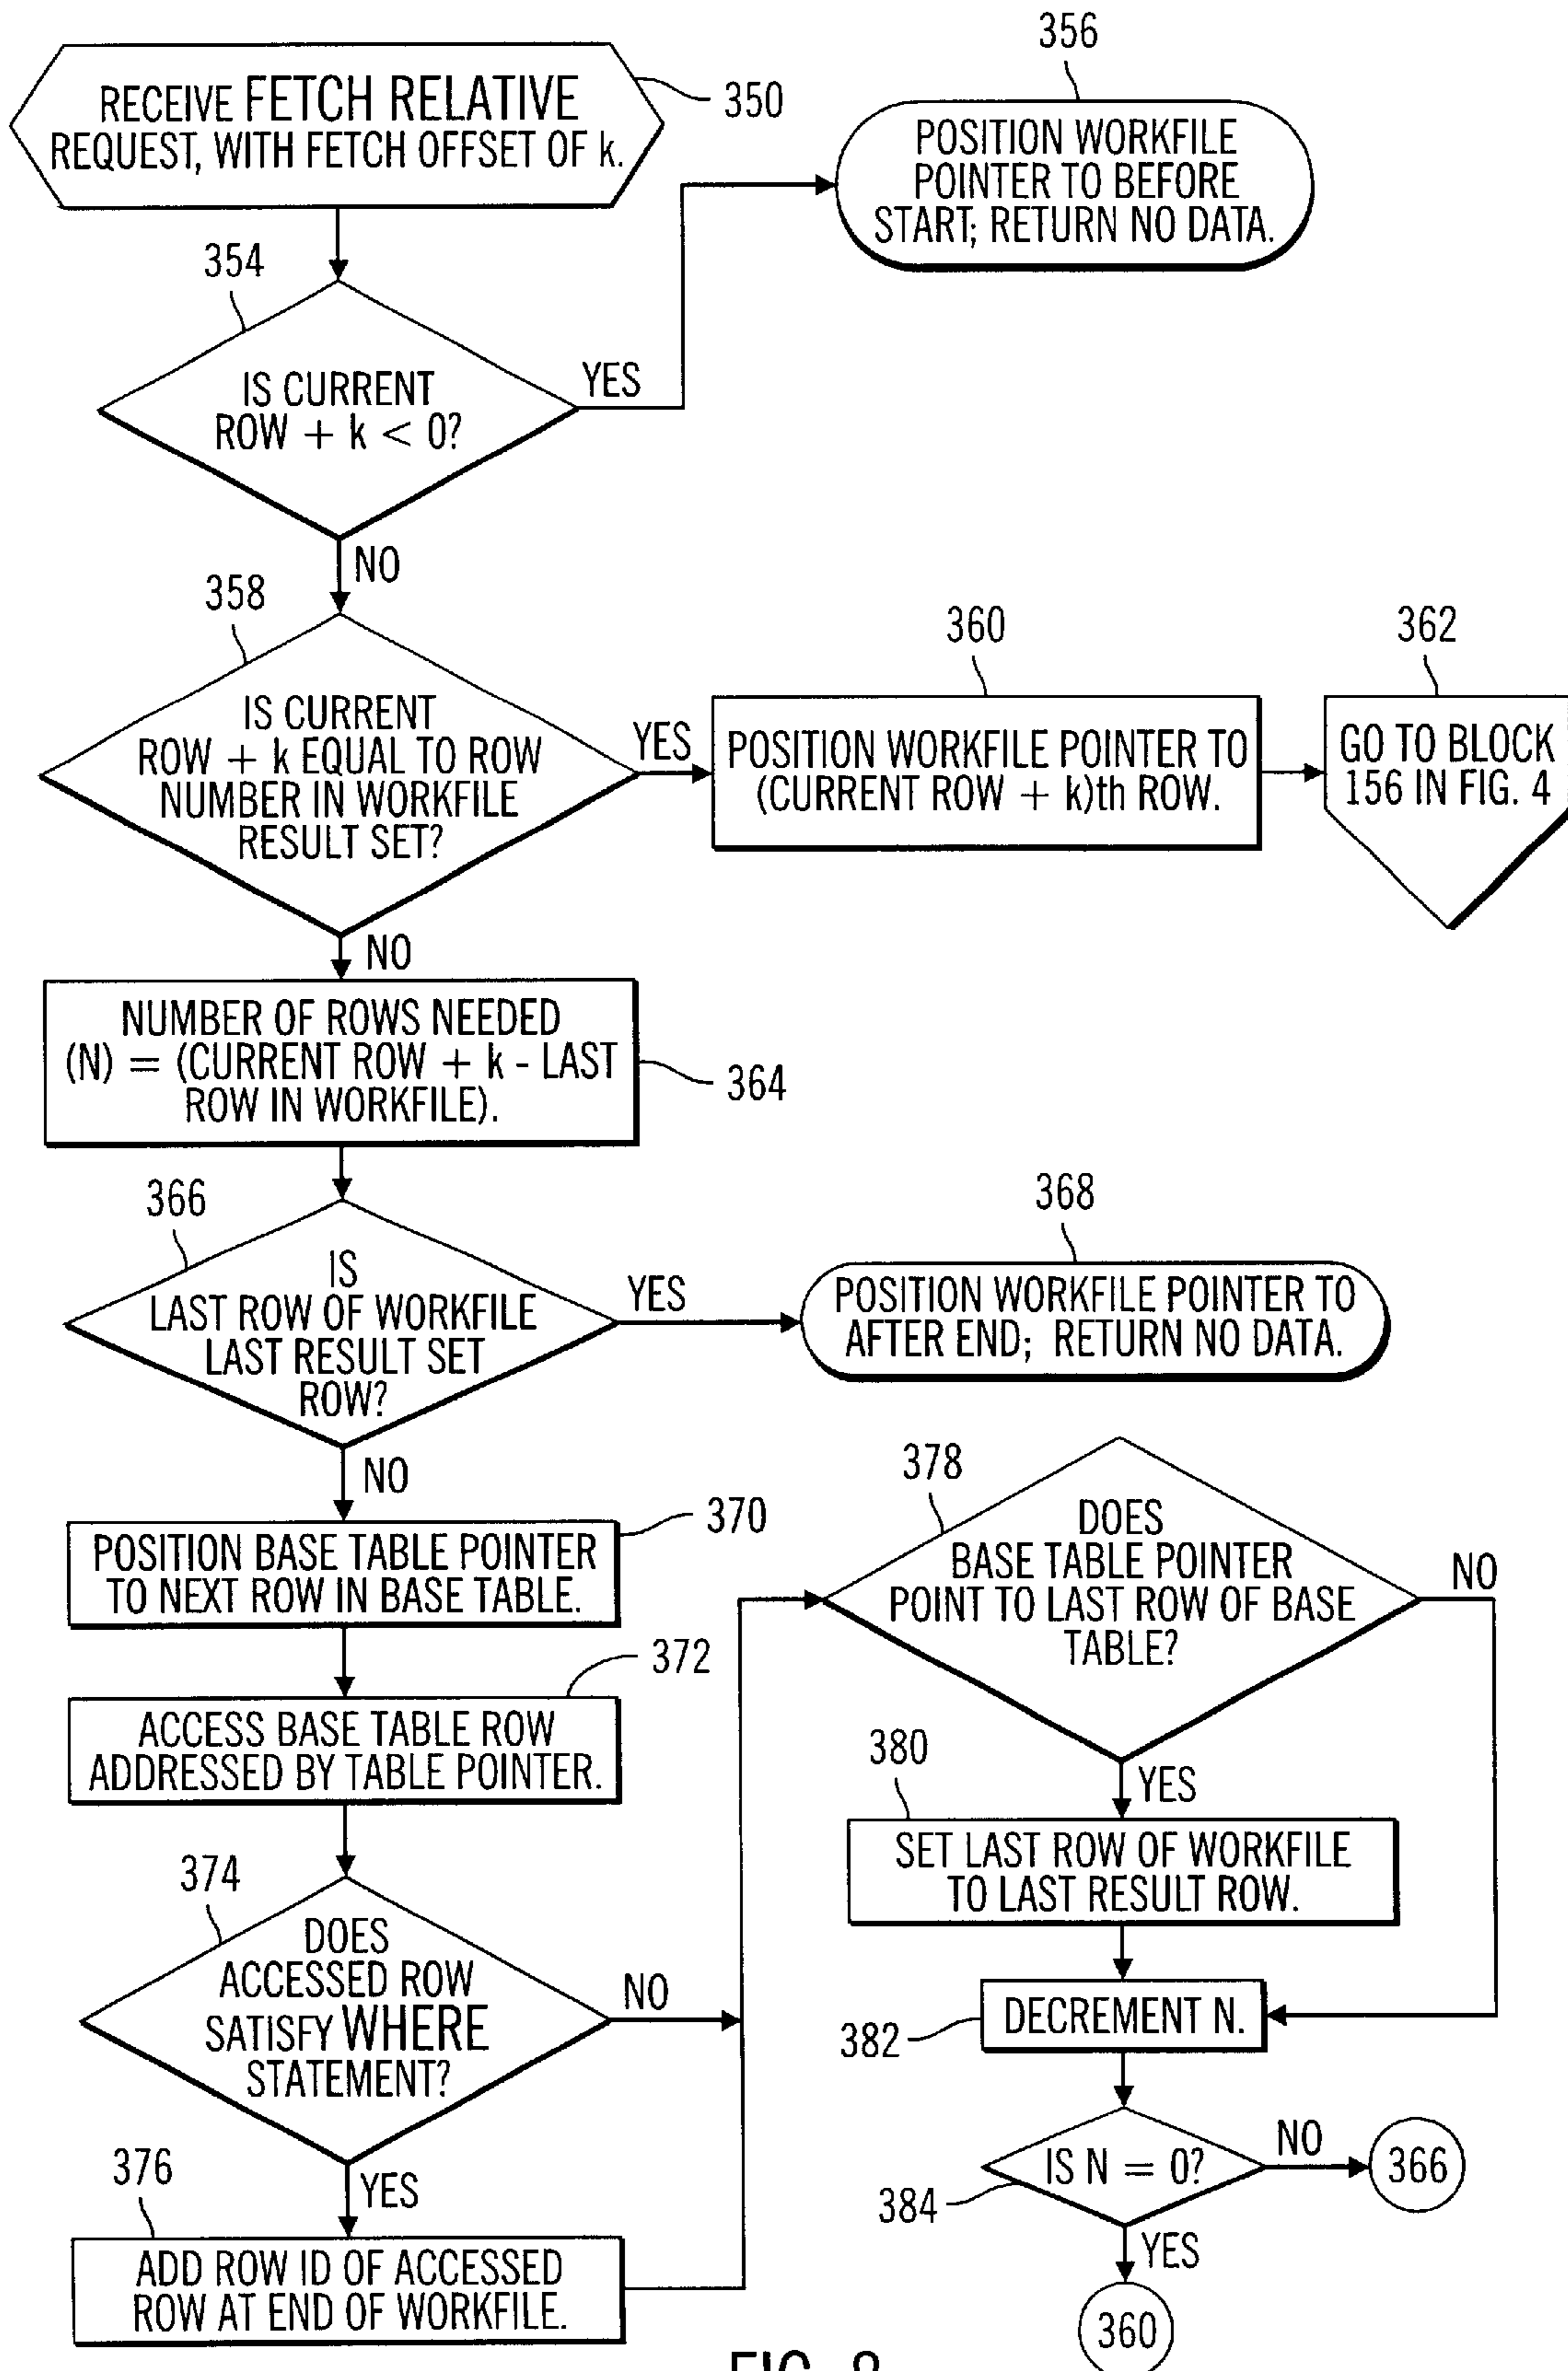 RECEIVE FETCH RELATIVE
REQUEST, WITH FETCH OFFSET OF k.
350
356
POSITION WORKFILE
POINTER TO BEFORE
START; RETURN NO DATA.
354
IS CURRENT
ROW + k < 0?
YES
NO
358
IS CURRENT
ROW + k EQUAL TO ROW
NUMBER IN WORKFILE
RESULT SET?
YES
360
POSITION WORKFILE POINTER TO
(CURRENT ROW + k)th ROW.
362
GO TO BLOCK
156 IN FIG. 4
NO
NUMBER OF ROWS NEEDED
(N) = (CURRENT ROW + k - LAST
ROW IN WORKFILE).
364
366
IS
LAST ROW OF WORKFILE
LAST RESULT SET
ROW?
YES
368
POSITION WORKFILE POINTER TO
AFTER END; RETURN NO DATA.
NO
POSITION BASE TABLE POINTER
TO NEXT ROW IN BASE TABLE.
370
372
ACCESS BASE TABLE ROW
ADDRESSED BY TABLE POINTER.
374
DOES
ACCESSED ROW
SATISFY WHERE
STATEMENT?
NO
YES
376
ADD ROW ID OF ACCESSED
ROW AT END OF WORKFILE.
378
DOES
BASE TABLE POINTER
POINT TO LAST ROW OF BASE
TABLE?
NO
YES
380
SET LAST ROW OF WORKFILE
TO LAST RESULT ROW.
382
DECREMENT N.
384
IS N = 0?
NO
366
YES
360